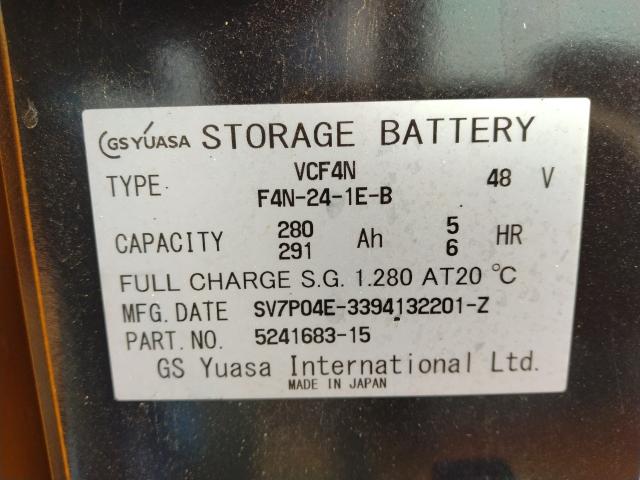 GS YUASA STORAGE BATTERY
TYPE VCF4N 48 V
F4N-24-1E-B
CAPACITY 280 Ah 5 HR
291 6
FULL CHARGE S.G. 1.280 AT20 ℃
MFG. DATE SV7P04E-3394132201-Z
PART. NO. 5241683-15
GS Yuasa International Ltd.
MADE IN JAPAN